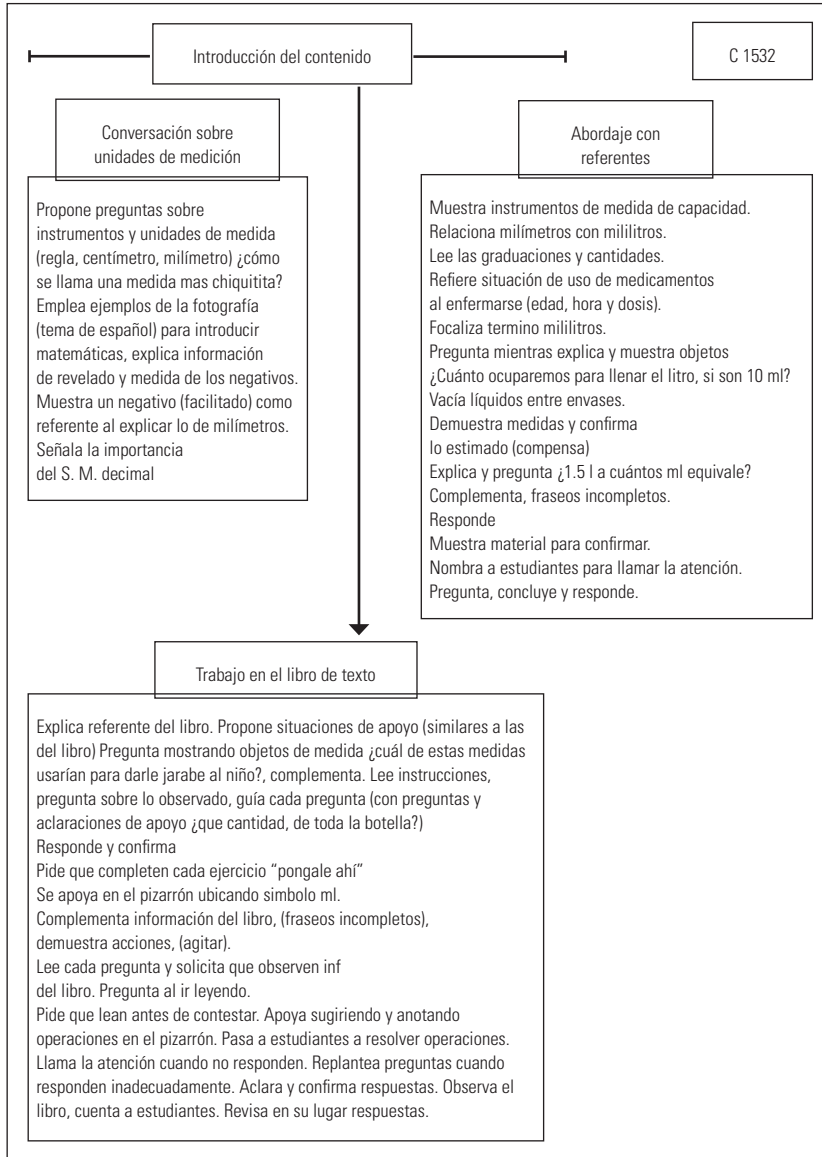 Introducción del contenido
C 1532
Conversación sobre
unidades de medición
Propone preguntas sobre
instrumentos y unidades de medida
(regla, centímetro, milímetro) ¿cómo
se llama una medida mas chiquitita?
Emplea ejemplos de la fotografía
(tema de español) para introducir
matemáticas, explica información
de revelado y medida de los negativos.
Muestra un negativo (facilitado) como
referente al explicar lo de milímetros.
Señala la importancia
del S. M. decimal
Abordaje con
referentes
Muestra instrumentos de medida de capacidad.
Relaciona milímetros con mililitros.
Lee las graduaciones y cantidades.
Refiere situación de uso de medicamentos
al enfermarse (edad, hora y dosis).
Focaliza termino mililitros.
Pregunta mientras explica y muestra objetos
¿Cuánto ocuparemos para llenar el litro, si son 10 ml?
Vacía líquidos entre envases.
Demuestra medidas y confirma
lo estimado (compensa)
Explica y pregunta ¿1.5 l a cuántos ml equivale?
Complementa, fraseos incompletos.
Responde
Muestra material para confirmar.
Nombra a estudiantes para llamar la atención.
Pregunta, concluye y responde.
Trabajo en el libro de texto
Explica referente del libro. Propone situaciones de apoyo (similares a las
del libro) Pregunta mostrando objetos de medida ¿cuál de estas medidas
usarían para darle jarabe al niño?, complementa. Lee instrucciones,
pregunta sobre lo observado, guía cada pregunta (con preguntas y
aclaraciones de apoyo ¿que cantidad, de toda la botella?)
Responde y confirma
Pide que completen cada ejercicio “pongale ahí”
Se apoya en el pizarrón ubicando simbolo ml.
Complementa información del libro, (fraseos incompletos),
demuestra acciones, (agitar).
Lee cada pregunta y solicita que observen inf
del libro. Pregunta al ir leyendo.
Pide que lean antes de contestar. Apoya sugiriendo y anotando
operaciones en el pizarrón. Pasa a estudiantes a resolver operaciones.
Llama la atención cuando no responden. Replantea preguntas cuando
responden inadecuadamente. Aclara y confirma respuestas. Observa el
libro, cuenta a estudiantes. Revisa en su lugar respuestas.